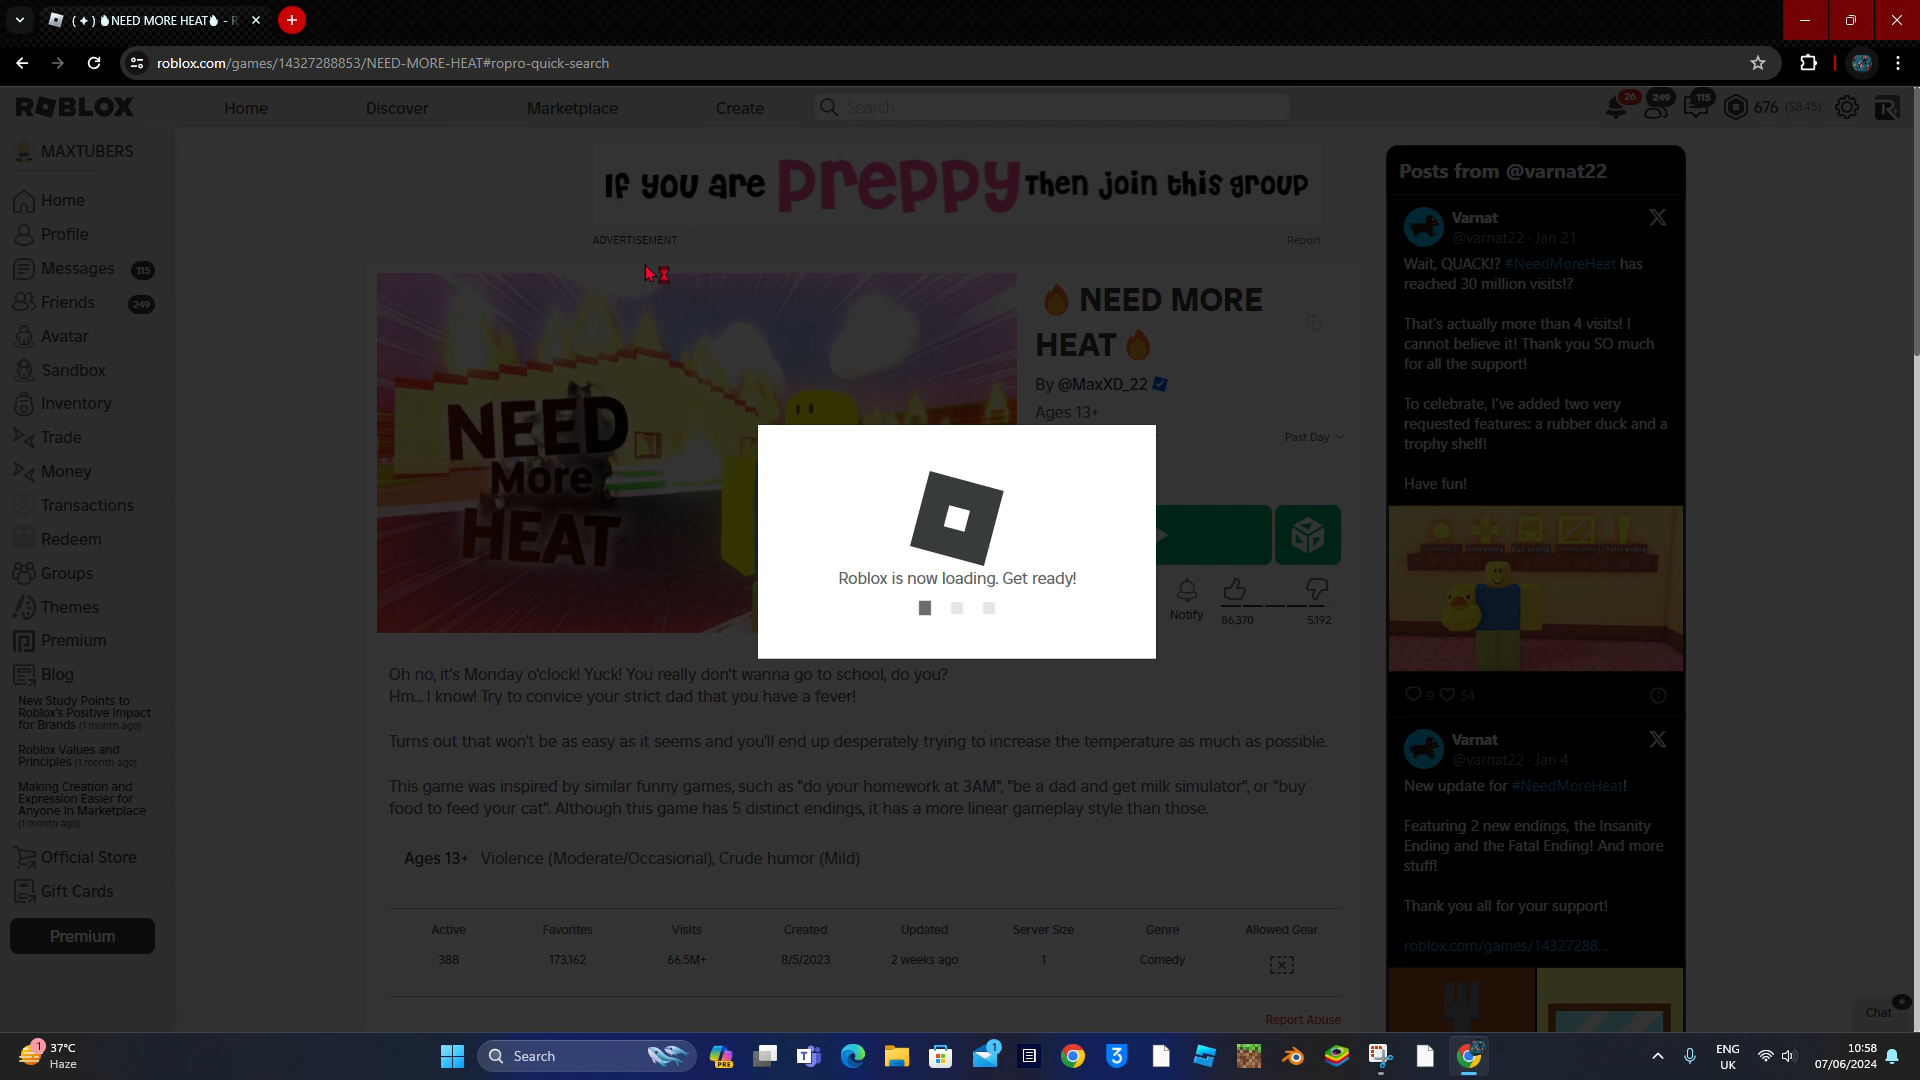 ( ✦ ) 🔥NEED MORE HEAT🔥 - R
roblox.com/games/14327288853/NEED-MORE-HEAT#ropro-quick-search
ROBLOX
Home
Discover
Marketplace
Create
Search
26
249
115
676 ($8.45)
MAXTUBERS
Home
Profile
Messages 115
Friends 249
Avatar
Sandbox
Inventory
Trade
Money
Transactions
Redeem
Groups
Themes
Premium
Blog
New Study Points to
Roblox's Positive Impact
for Brands (1 month ago)
Roblox Values and
Principles (1 month ago)
Making Creation and
Expression Easier for
Anyone In Marketplace
(1 month ago)
Official Store
Gift Cards
Premium
If you are preppy Then join this group
ADVERTISEMENT
Report
NEED
More
HEAT
🔥 NEED MORE
HEAT 🔥
By @MaxXD_22
Ages 13+
Past Day
Roblox is now loading. Get ready!
Notify
86,370
5,192
Oh no, it's Monday o'clock! Yuck! You really don't wanna go to school, do you?
Hm... I know! Try to convice your strict dad that you have a fever!
Turns out that won't be as easy as it seems and you'll end up desperately trying to increase the temperature as much as possible.
This game was inspired by similar funny games, such as "do your homework at 3AM", "be a dad and get milk simulator", or "buy
food to feed your cat". Although this game has 5 distinct endings, it has a more linear gameplay style than those.
Ages 13+ Violence (Moderate/Occasional), Crude humor (Mild)
Active Favorites Visits Created Updated Server Size Genre Allowed Gear
388 173,162 66.5M+ 8/5/2023 2 weeks ago 1 Comedy
Report Abuse
Posts from @varnat22
Varnat
@varnat22 · Jan 21
Wait, QUACK!? #NeedMoreHeat has
reached 30 million visits!?
That's actually more than 4 visits! I
cannot believe it! Thank you SO much
for all the support!
To celebrate, I've added two very
requested features: a rubber duck and a
trophy shelf!
Have fun!
9 54
Varnat
@varnat22 · Jan 4
New update for #NeedMoreHeat!
Featuring 2 new endings, the Insanity
Ending and the Fatal Ending! And more
stuff!
Thank you all for your support!
roblox.com/games/14327288...
Chat
1
37°C
Haze
Search
PRE
1
3
ENG
UK
10:58
07/06/2024